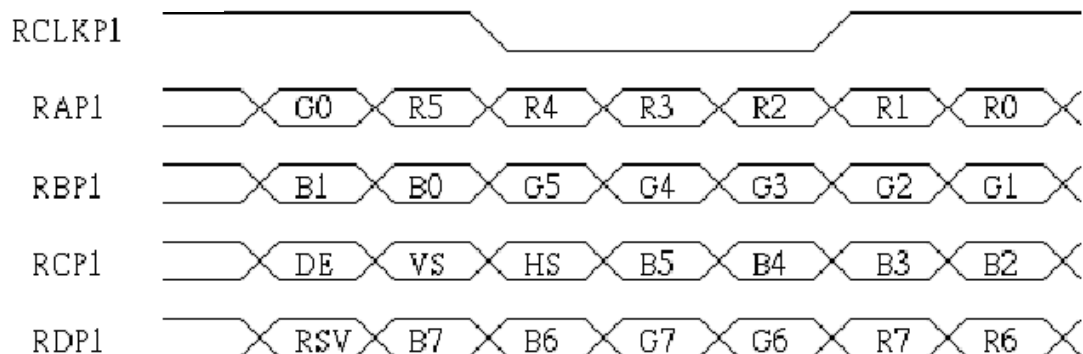 RCLKP1
RAP1 G0 R5 R4 R3 R2 R1 R0
RBP1 B1 B0 G5 G4 G3 G2 G1
RCP1 DE VS HS B5 B4 B3 B2
RDP1 RSV B7 B6 G7 G6 R7 R6